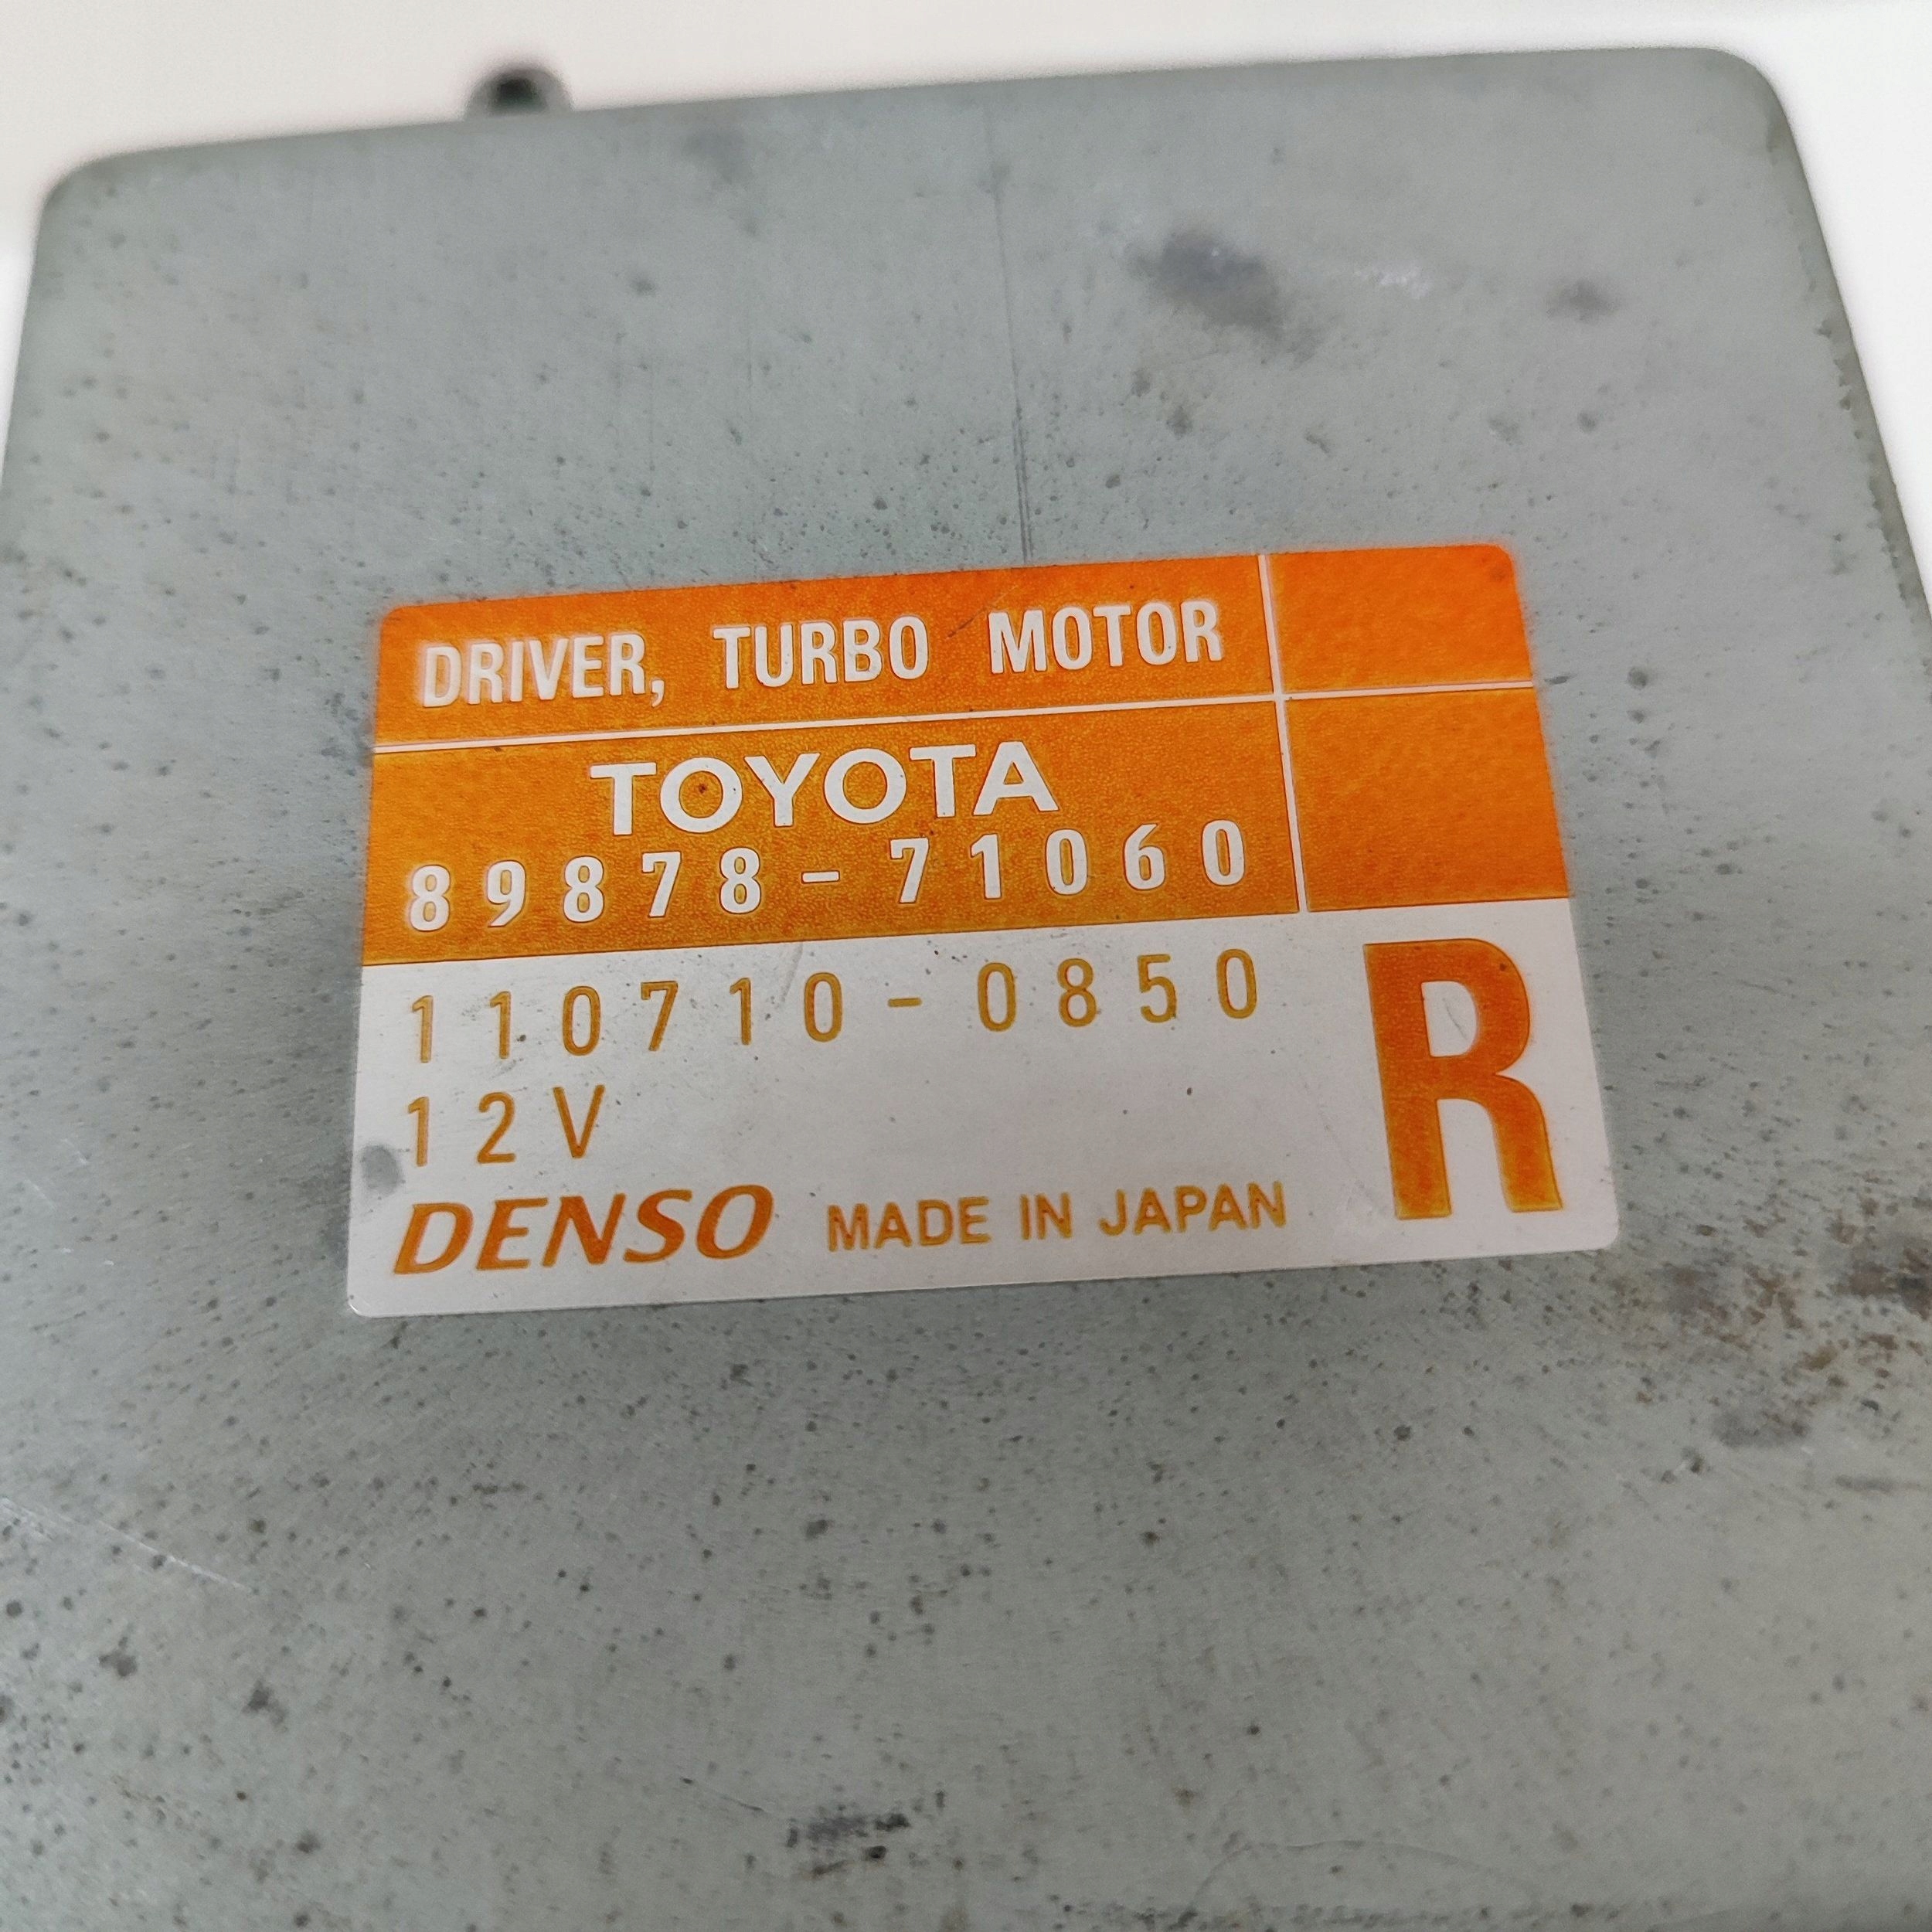 DRIVER, TURBO MOTOR
TOYOTA
89878-71060
110710-0850
12V
R
DENSO MADE IN JAPAN